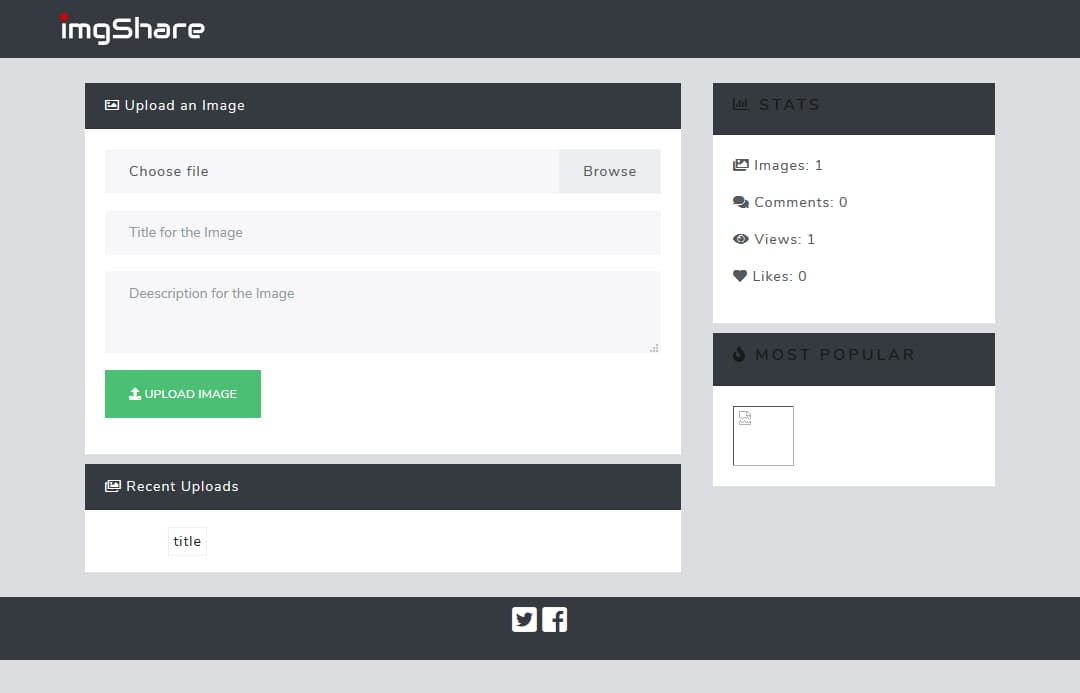 imgShare
Upload an Image
Choose file
Browse
Title for the Image
Deescription for the Image
UPLOAD IMAGE
Recent Uploads
title
STATS
Images: 1
Comments: 0
Views: 1
Likes: 0
MOST POPULAR